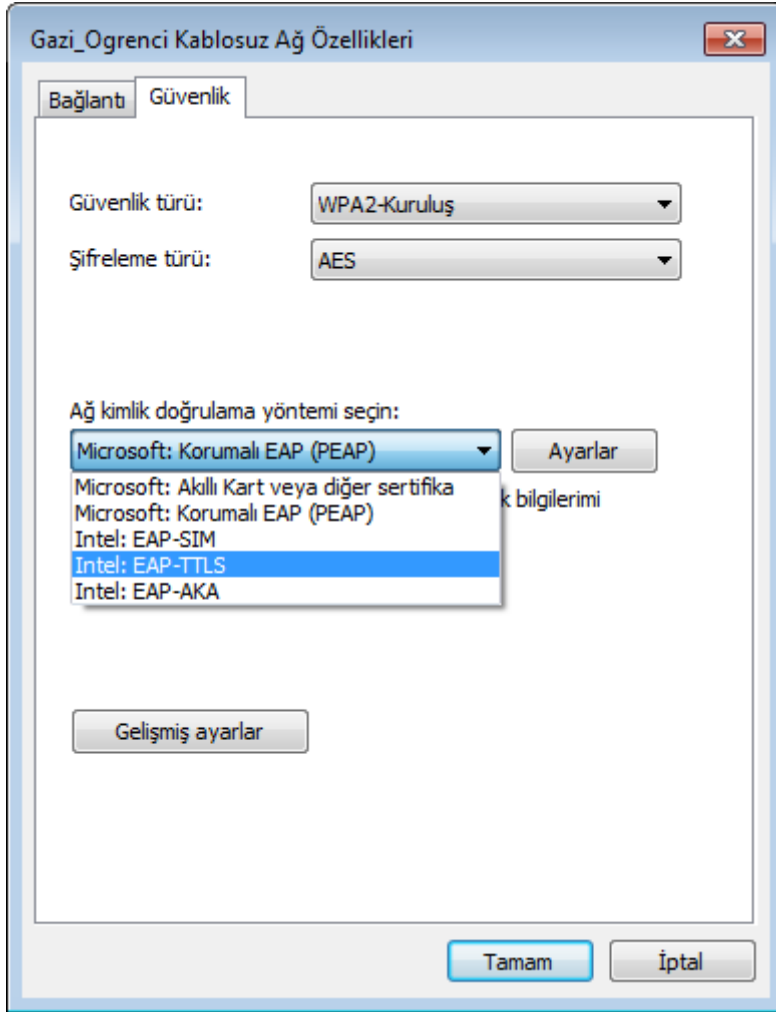 Gazi_Ogrenci Kablosuz Ağ Özellikleri
Bağlantı Güvenlik
Güvenlik türü: WPA2-Kuruluş
Şifreleme türü: AES
Ağ kimlik doğrulama yöntemi seçin:
Microsoft: Korumalı EAP (PEAP) Ayarlar
Microsoft: Akıllı Kart veya diğer sertifika
k bilgilerimi
Microsoft: Korumalı EAP (PEAP)
Intel: EAP-SIM
Intel: EAP-TTLS
Intel: EAP-AKA
Gelişmiş ayarlar
Tamam İptal